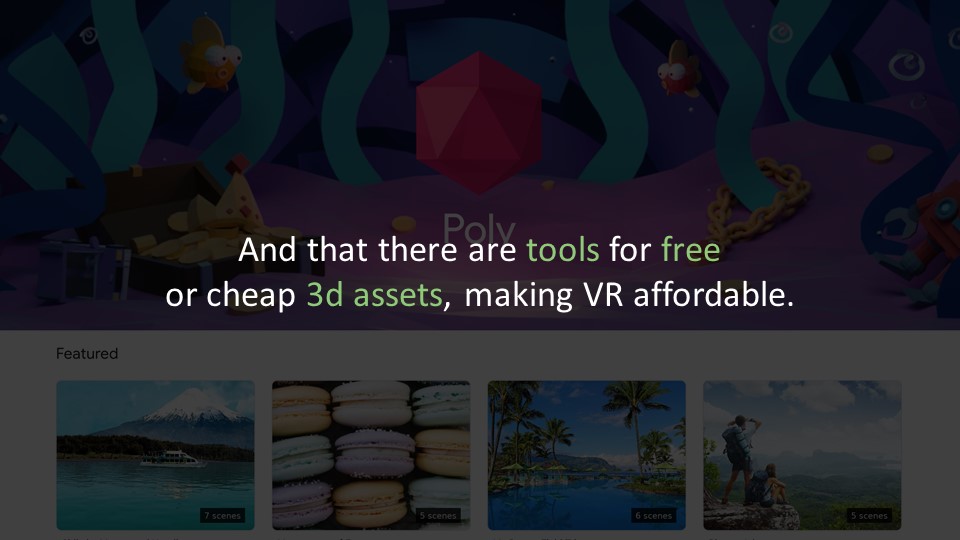 Poly
And that there are tools for free
or cheap 3d assets, making VR affordable.
Featured
7 scenes
5 scenes
6 scenes
5 scenes